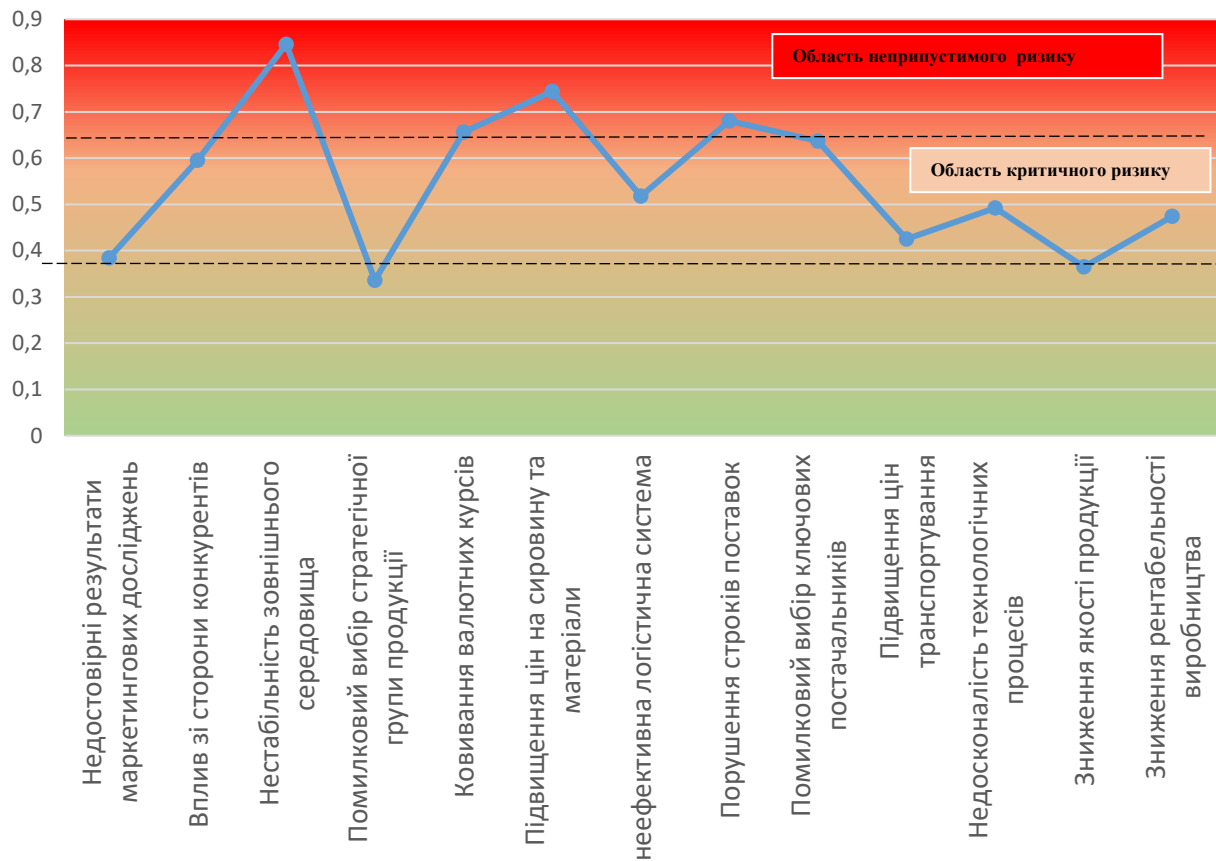 0,9
0,8
0,7
0,6
0,5
0,4
0,3
0,2
0,1
0
Область неприпустимого ризику
Область критичного ризику
Недостовірні результати
маркетингових досліджень
Вплив зі сторони конкурентів
Нестабільність зовнішнього
середовища
Помилковий вибір стратегічної
групи продукції
Ковивання валютних курсів
Підвищення цін на сировину та
матеріали
неефективна логістична система
Порушення строків поставок
Помилковий вибір ключових
постачальників
Підвищення цін
транспортування
Недосконалість технологічних
процесів
Зниження якості продукції
Зниження рентабельності
виробництва